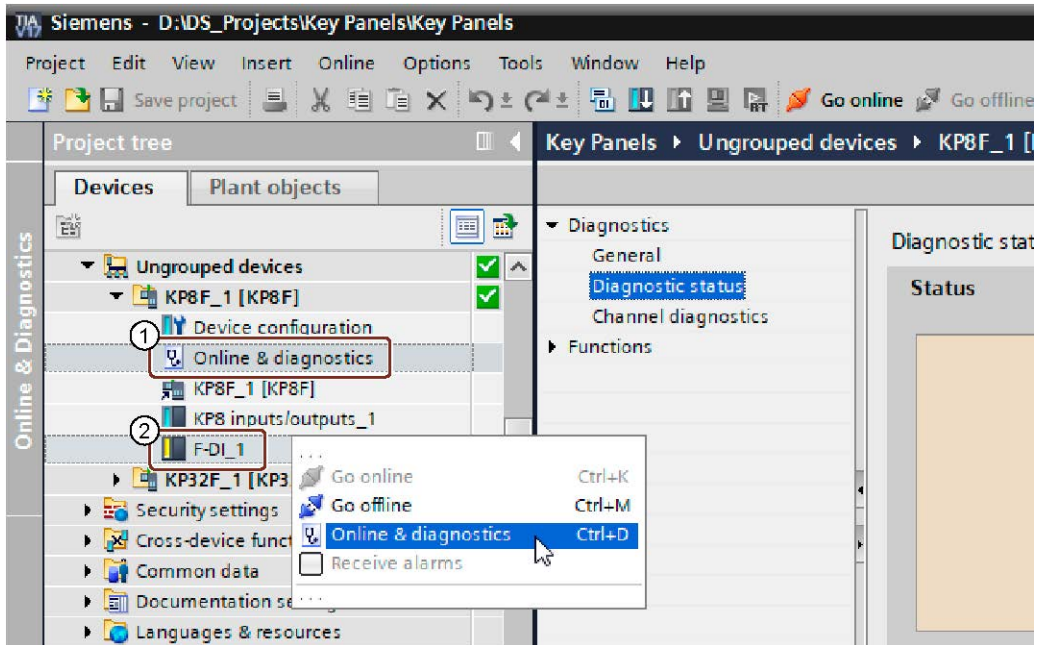 TIA V17 Siemens - D:\DS_Projects\Key Panels\Key Panels
Project Edit View Insert Online Options Tools Window Help
Save project Go online Go offline
Project tree
Key Panels Ungrouped devices KP8F_1 [
Devices Plant objects
Online & Diagnostics
Ungrouped devices
KP8F_1 [KP8F]
Device configuration
1
Online & diagnostics
KP8F_1 [KP8F]
KP8 inputs/outputs_1
2
F-DI_1
KP32F_1 [KP3
Security settings
Cross-device funct
Common data
Documentation se
Languages & resources
...
Go online Ctrl+K
Go offline Ctrl+M
Online & diagnostics Ctrl+D
Receive alarms
...
Diagnostics
General
Diagnostic status
Channel diagnostics
Functions
Diagnostic stat
Status